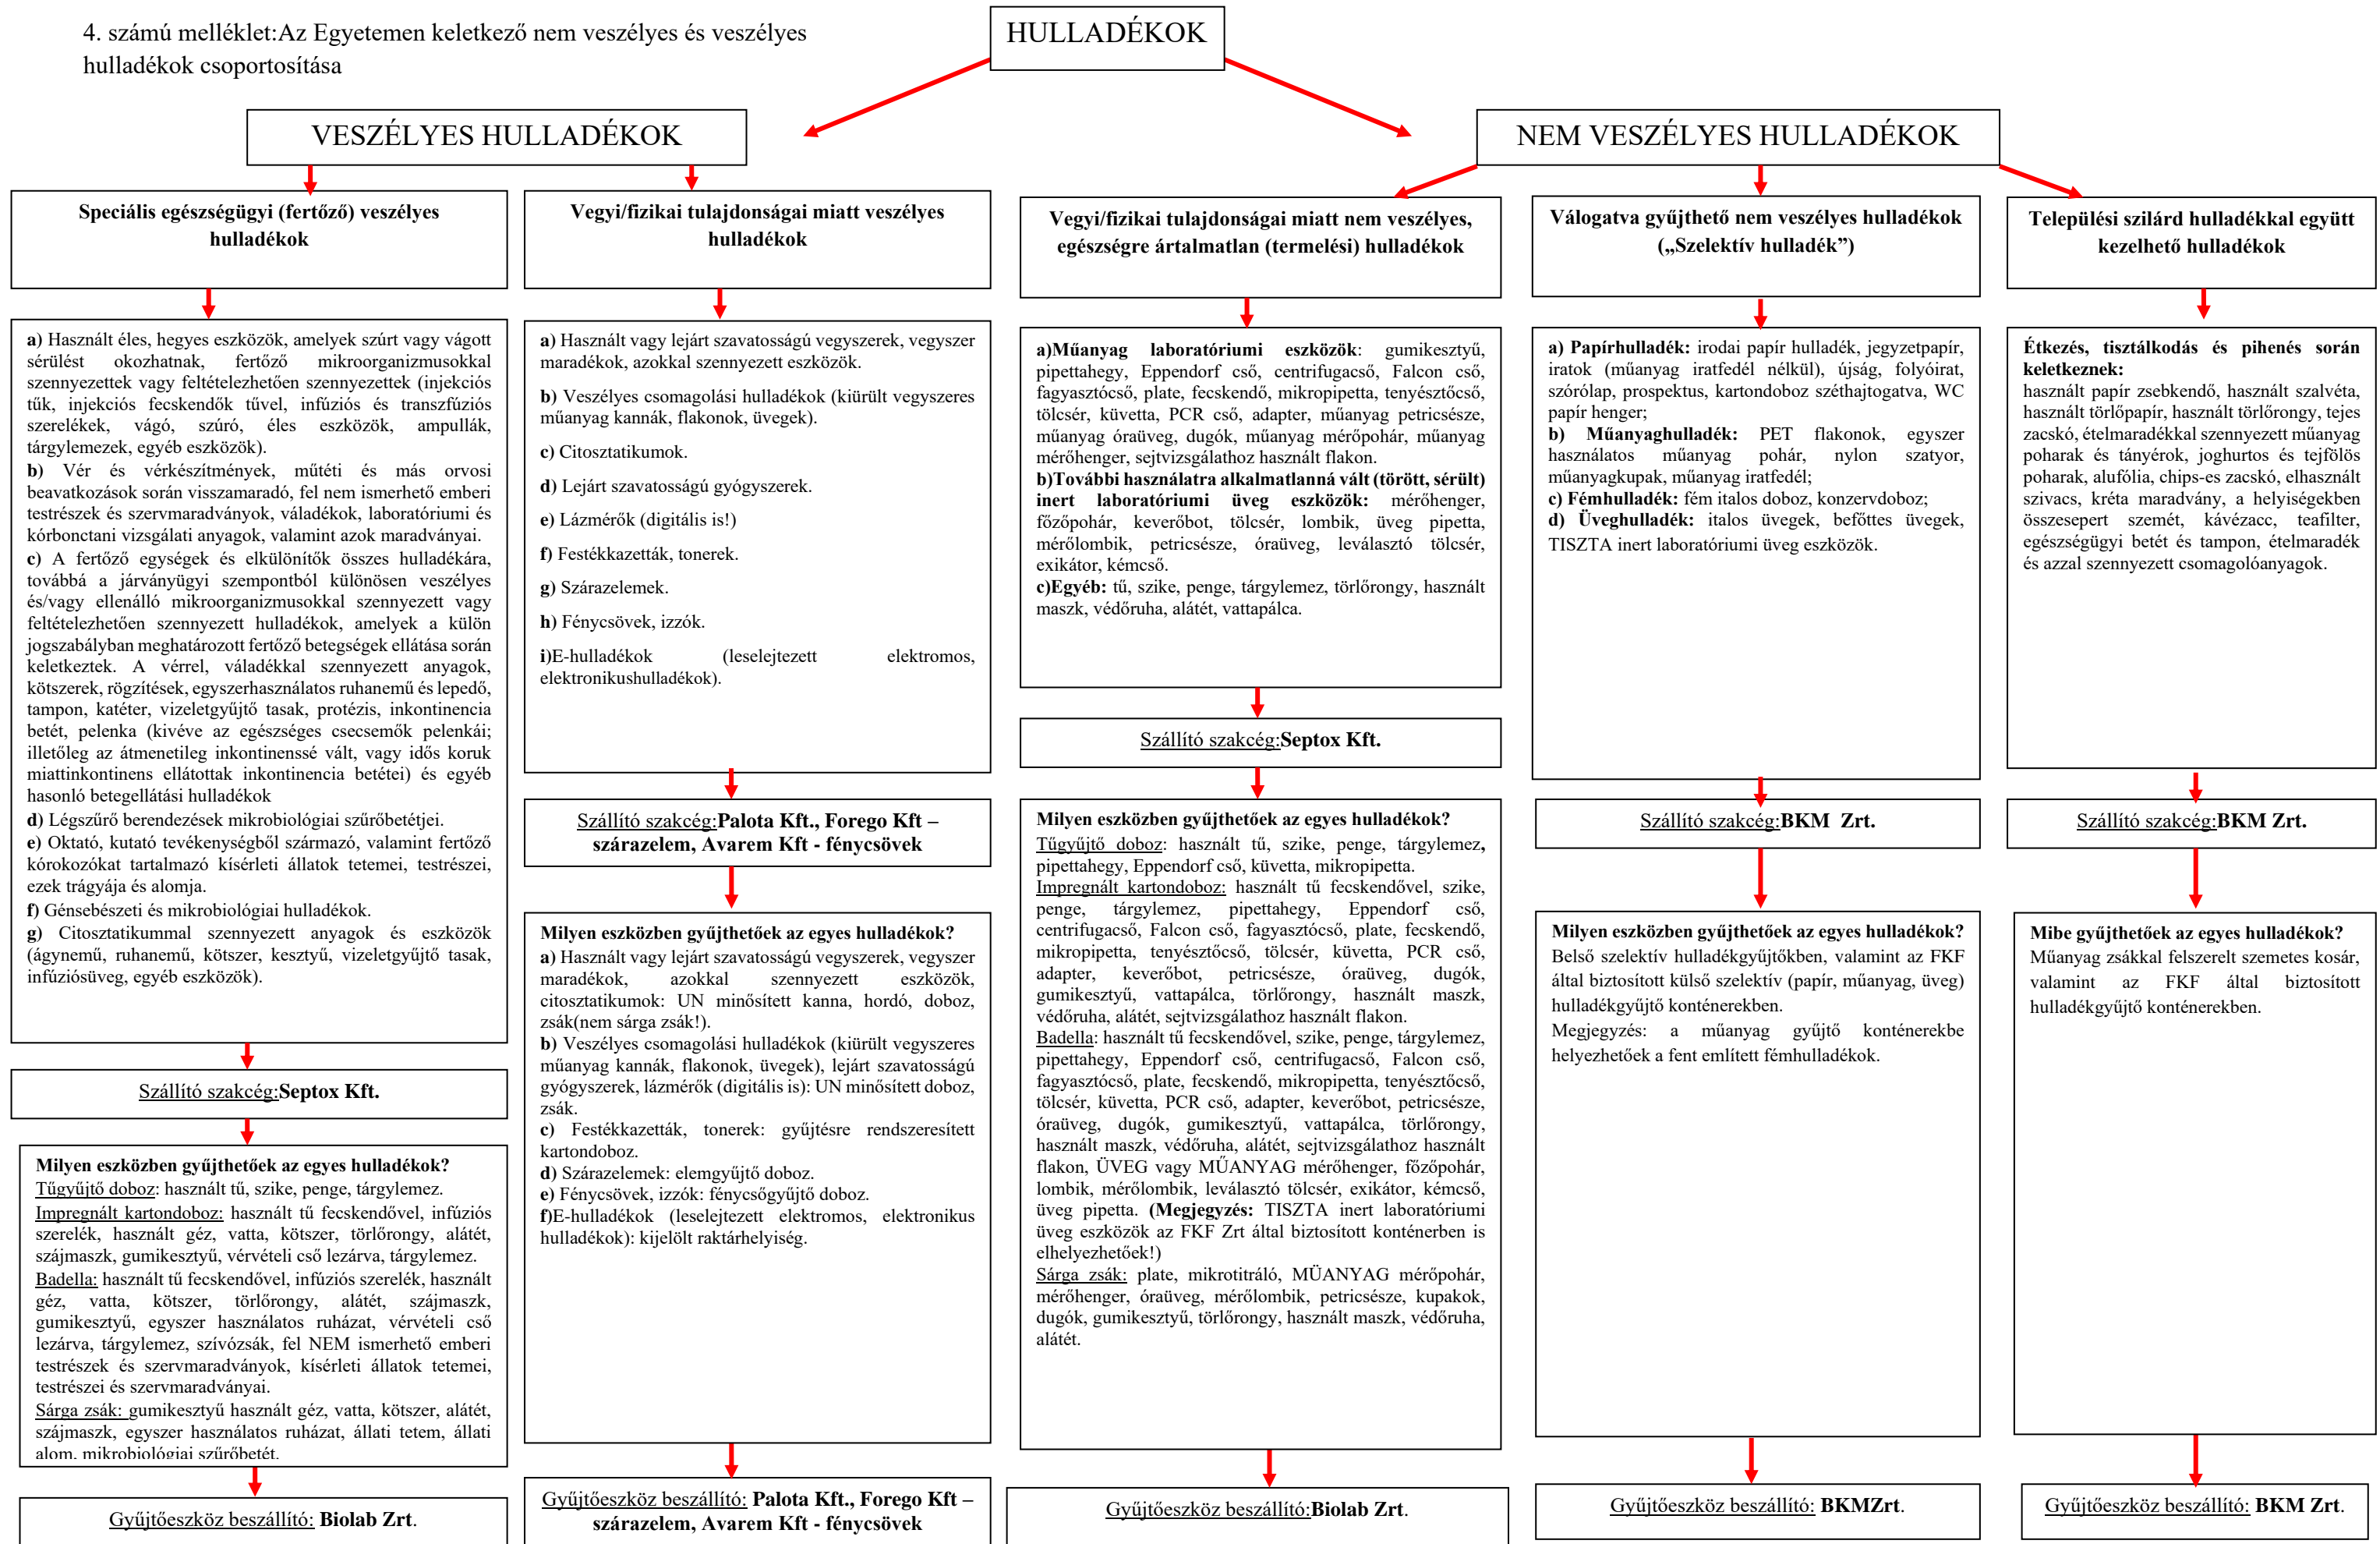 4. számú melléklet:Az Egyetemen keletkező nem veszélyes és veszélyes
hulladékok csoportosítása
HULLADÉKOK
VESZÉLYES HULLADÉKOK
NEM VESZÉLYES HULLADÉKOK
Speciális egészségügyi (fertőző) veszélyes
hulladékok
a) Használt éles, hegyes eszközök, amelyek szúrt vagy vágott
sérülést okozhatnak, fertőző mikroorganizmusokkal
szennyezettek vagy feltételezhetően szennyezettek (injekciós
tűk, injekciós fecskendők tűvel, infúziós és transzfúziós
szerelékek, vágó, szúró, éles eszközök, ampullák,
tárgylemezek, egyéb eszközök).
b) Vér és vérkészítmények, műtéti és más orvosi
beavatkozások során visszamaradó, fel nem ismerhető emberi
testrészek és szervmaradványok, váladékok, laboratóriumi és
kórbonctani vizsgálati anyagok, valamint azok maradványai.
c) A fertőző egységek és elkülönítők összes hulladékára,
továbbá a járványügyi szempontból különösen veszélyes
és/vagy ellenálló mikroorganizmusokkal szennyezett vagy
feltételezhetően szennyezett hulladékok, amelyek a külön
jogszabályban meghatározott fertőző betegségek ellátása során
keletkeztek. A vérrel, váladékkal szennyezett anyagok,
kötszerek, rögzítések, egyszerhasználatos ruhanemű és lepedő,
tampon, katéter, vizeletgyűjtő tasak, protézis, inkontinencia
betét, pelenka (kivéve az egészséges csecsemők pelenkái;
illetőleg az átmenetileg inkontinenssé vált, vagy idős koruk
miattinkontinens ellátottak inkontinencia betétei) és egyéb
hasonló betegellátási hulladékok
d) Légszűrő berendezések mikrobiológiai szűrőbetétjei.
e) Oktató, kutató tevékenységből származó, valamint fertőző
kórokozókat tartalmazó kísérleti állatok tetemei, testrészei,
ezek trágyája és alomja.
f) Génsebészeti és mikrobiológiai hulladékok.
g) Citosztatikummal szennyezett anyagok és eszközök
(ágynemű, ruhanemű, kötszer, kesztyű, vizeletgyűjtő tasak,
infúziósüveg, egyéb eszközök).
Szállító szakcég:Septox Kft.
Milyen eszközben gyűjthetőek az egyes hulladékok?
Tűgyűjtő doboz: használt tű, szike, penge, tárgylemez.
Impregnált kartondoboz: használt tű fecskendővel, infúziós
szerelék, használt géz, vatta, kötszer, törlőrongy, alátét,
szájmaszk, gumikesztyű, vérvételi cső lezárva, tárgylemez.
Badella: használt tű fecskendővel, infúziós szerelék, használt
géz, vatta, kötszer, törlőrongy, alátét, szájmaszk,
gumikesztyű, egyszer használatos ruházat, vérvételi cső
lezárva, tárgylemez, szívózsák, fel NEM ismerhető emberi
testrészek és szervmaradványok, kísérleti állatok tetemei,
testrészei és szervmaradványai.
Sárga zsák: gumikesztyű használt géz, vatta, kötszer, alátét,
szájmaszk, egyszer használatos ruházat, állati tetem, állati
alom, mikrobiológiai szűrőbetét.
Gyűjtőeszköz beszállító: Biolab Zrt.
Vegyi/fizikai tulajdonságai miatt veszélyes
hulladékok
a) Használt vagy lejárt szavatosságú vegyszerek, vegyszer
maradékok, azokkal szennyezett eszközök.
b) Veszélyes csomagolási hulladékok (kiürült vegyszeres
műanyag kannák, flakonok, üvegek).
c) Citosztatikumok.
d) Lejárt szavatosságú gyógyszerek.
e) Lázmérők (digitális is!)
f) Festékkazetták, tonerek.
g) Szárazelemek.
h) Fénycsövek, izzók.
i)E-hulladékok (leselejtezett elektromos,
elektronikushulladékok).
Szállító szakcég:Palota Kft., Forego Kft –
szárazelem, Avarem Kft - fénycsövek
Milyen eszközben gyűjthetőek az egyes hulladékok?
a) Használt vagy lejárt szavatosságú vegyszerek, vegyszer
maradékok, azokkal szennyezett eszközök,
citosztatikumok: UN minősített kanna, hordó, doboz,
zsák(nem sárga zsák!).
b) Veszélyes csomagolási hulladékok (kiürült vegyszeres
műanyag kannák, flakonok, üvegek), lejárt szavatosságú
gyógyszerek, lázmérők (digitális is): UN minősített doboz,
zsák.
c) Festékkazetták, tonerek: gyűjtésre rendszeresített
kartondoboz.
d) Szárazelemek: elemgyűjtő doboz.
e) Fénycsövek, izzók: fénycsőgyűjtő doboz.
f)E-hulladékok (leselejtezett elektromos, elektronikus
hulladékok): kijelölt raktárhelyiség.
Gyűjtőeszköz beszállító: Palota Kft., Forego Kft –
szárazelem, Avarem Kft - fénycsövek
Vegyi/fizikai tulajdonságai miatt nem veszélyes,
egészségre ártalmatlan (termelési) hulladékok
a)Műanyag laboratóriumi eszközök: gumikesztyű,
pipettahegy, Eppendorf cső, centrifugacső, Falcon cső,
fagyasztócső, plate, fecskendő, mikropipetta, tenyésztőcső,
tölcsér, küvetta, PCR cső, adapter, műanyag petricsésze,
műanyag óraüveg, dugók, műanyag mérőpohár, műanyag
mérőhenger, sejtvizsgálathoz használt flakon.
b)További használatra alkalmatlanná vált (törött, sérült)
inert laboratóriumi üveg eszközök: mérőhenger,
főzőpohár, keverőbot, tölcsér, lombik, üveg pipetta,
mérőlombik, petricsésze, óraüveg, leválasztó tölcsér,
exikátor, kémcső.
c)Egyéb: tű, szike, penge, tárgylemez, törlőrongy, használt
maszk, védőruha, alátét, vattapálca.
Szállító szakcég:Septox Kft.
Milyen eszközben gyűjthetőek az egyes hulladékok?
Tűgyűjtő doboz: használt tű, szike, penge, tárgylemez,
pipettahegy, Eppendorf cső, küvetta, mikropipetta.
Impregnált kartondoboz: használt tű fecskendővel, szike,
penge, tárgylemez, pipettahegy, Eppendorf cső,
centrifugacső, Falcon cső, fagyasztócső, plate, fecskendő,
mikropipetta, tenyésztőcső, tölcsér, küvetta, PCR cső,
adapter, keverőbot, petricsésze, óraüveg, dugók,
gumikesztyű, vattapálca, törlőrongy, használt maszk,
védőruha, alátét, sejtvizsgálathoz használt flakon.
Badella: használt tű fecskendővel, szike, penge, tárgylemez,
pipettahegy, Eppendorf cső, centrifugacső, Falcon cső,
fagyasztócső, plate, fecskendő, mikropipetta, tenyésztőcső,
tölcsér, küvetta, PCR cső, adapter, keverőbot, petricsésze,
óraüveg, dugók, gumikesztyű, vattapálca, törlőrongy,
használt maszk, védőruha, alátét, sejtvizsgálathoz használt
flakon, ÜVEG vagy MŰANYAG mérőhenger, főzőpohár,
lombik, mérőlombik, leválasztó tölcsér, exikátor, kémcső,
üveg pipetta. (Megjegyzés: TISZTA inert laboratóriumi
üveg eszközök az FKF Zrt által biztosított konténerben is
elhelyezhetőek!)
Sárga zsák: plate, mikrotitráló, MÜANYAG mérőpohár,
mérőhenger, óraüveg, mérőlombik, petricsésze, kupakok,
dugók, gumikesztyű, törlőrongy, használt maszk, védőruha,
alátét.
Gyűjtőeszköz beszállító:Biolab Zrt.
Válogatva gyűjthető nem veszélyes hulladékok
(„Szelektív hulladék”)
a) Papírhulladék: irodai papír hulladék, jegyzetpapír,
iratok (műanyag iratfedél nélkül), újság, folyóirat,
szórólap, prospektus, kartondoboz széthajtogatva, WC
papír henger;
b) Műanyaghulladék: PET flakonok, egyszer
használatos műanyag pohár, nylon szatyor,
műanyagkupak, műanyag iratfedél;
c) Fémhulladék: fém italos doboz, konzervdoboz;
d) Üveghulladék: italos üvegek, befőttes üvegek,
TISZTA inert laboratóriumi üveg eszközök.
Szállító szakcég:BKM Zrt.
Milyen eszközben gyűjthetőek az egyes hulladékok?
Belső szelektív hulladékgyűjtőkben, valamint az FKF
által biztosított külső szelektív (papír, műanyag, üveg)
hulladékgyűjtő konténerekben.
Megjegyzés: a műanyag gyűjtő konténerekbe
helyezhetőek a fent említett fémhulladékok.
Gyűjtőeszköz beszállító: BKMZrt.
Települési szilárd hulladékkal együtt
kezelhető hulladékok
Étkezés, tisztálkodás és pihenés során
keletkeznek:
használt papír zsebkendő, használt szalvéta,
használt törlőpapír, használt törlőrongy, tejes
zacskó, ételmaradékkal szennyezett műanyag
poharak és tányérok, joghurtos és tejfölös
poharak, alufólia, chips-es zacskó, elhasznált
szivacs, kréta maradvány, a helyiségekben
összesepert szemét, kávézacc, teafilter,
egészségügyi betét és tampon, ételmaradék
és azzal szennyezett csomagolóanyagok.
Szállító szakcég:BKM Zrt.
Mibe gyűjthetőek az egyes hulladékok?
Műanyag zsákkal felszerelt szemetes kosár,
valamint az FKF által biztosított
hulladékgyűjtő konténerekben.
Gyűjtőeszköz beszállító: BKM Zrt.